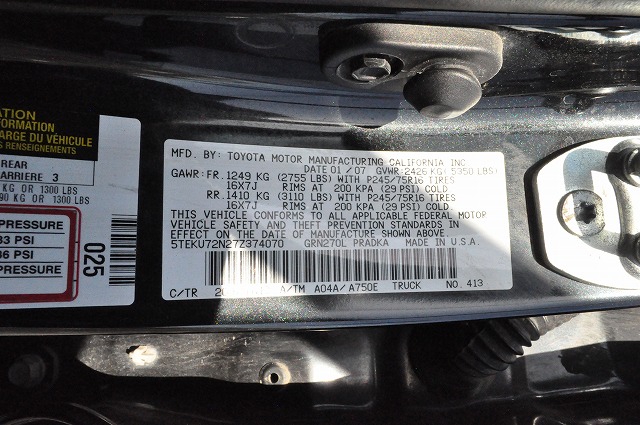 ATION
FORMATION
ARGE DU VÉHICULE
RENSEIGNEMENTS
REAR
ARRIERE 3
KG OR 1300 LBS
90 KG OU 1300 LBS
PRESSURE
33 PSI
36 PSI
PRESSURE
025
MFD. BY: TOYOTA MOTOR MANUFACTURING CALIFORNIA INC
DATE 01 / 07 GVWR: 2426 KG ( 5350 LBS)
GAWR: FR. 1249 KG (2755 LBS) WITH P245/75R16 TIRES
16X7J RIMS AT 200 KPA (29 PSI) COLD
RR. 1410 KG (3110 LBS) WITH P245/75R16 TIRES
16X7J RIMS AT 200 KPA (29 PSI) COLD
THIS VEHICLE CONFORMS TO ALL APPLICABLE FEDERAL MOTOR
VEHICLE SAFETY AND THEFT PREVENTION STANDARDS IN
EFFECT ON THE DATE OF MANUFACTURE SHOWN ABOVE.
5TEKU72N27Z374070 GRN270L PRADKA MADE IN U.S.A.
C/TR A/TM A04A/ A750E TRUCK NO. 413